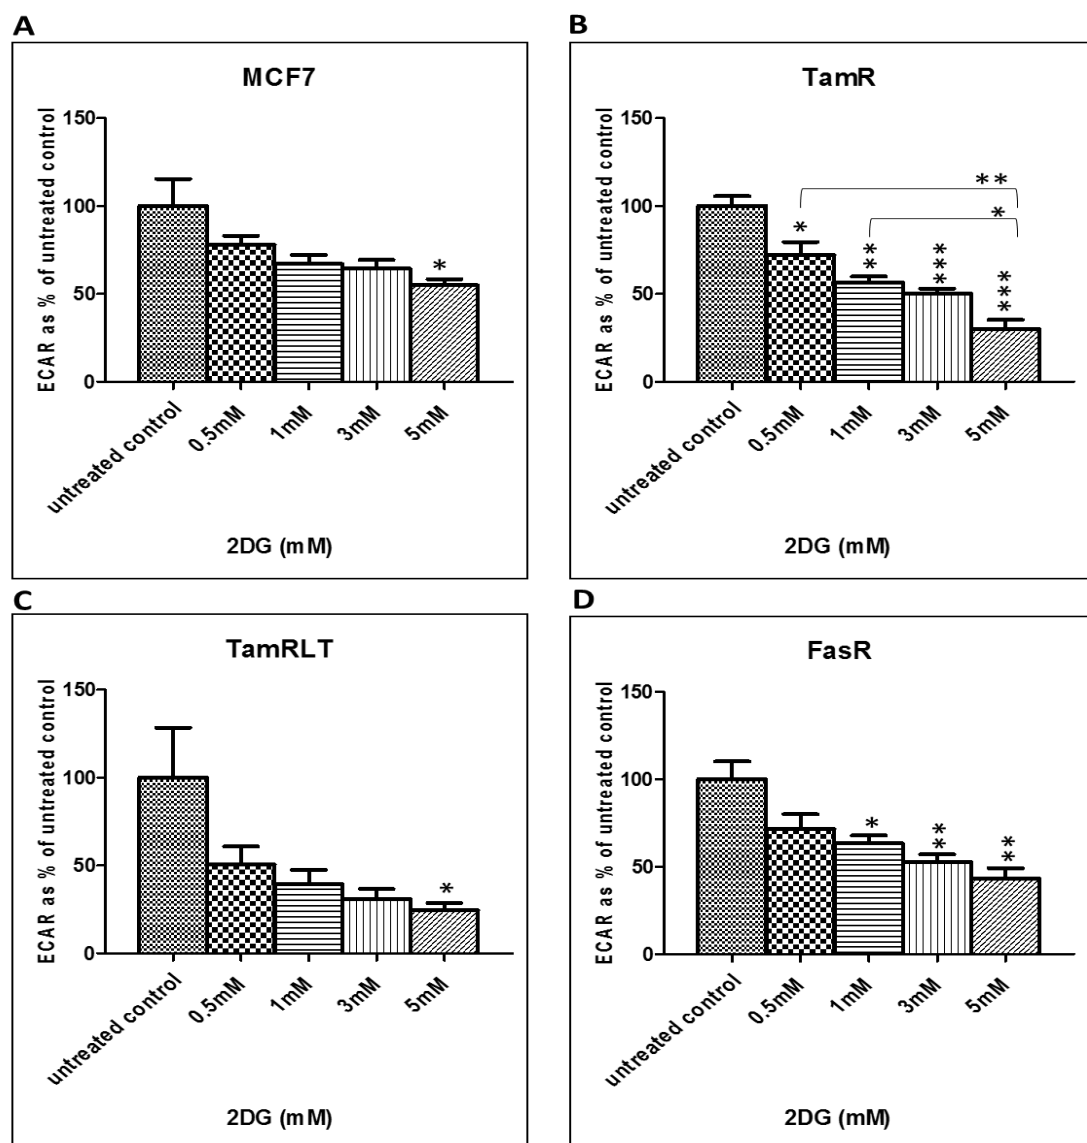 A
MCF7
ECAR as % of untreated control
150
100
50
0
*
untreated control
0.5mM
1mM
3mM
5mM
2DG (mM)
B
TamR
ECAR as % of untreated control
150
100
50
0
**
*
*
**
***
***
untreated control
0.5mM
1mM
3mM
5mM
2DG (mM)
C
TamRLT
ECAR as % of untreated control
150
100
50
0
*
untreated control
0.5mM
1mM
3mM
5mM
2DG (mM)
D
FasR
ECAR as % of untreated control
150
100
50
0
*
**
**
untreated control
0.5mM
1mM
3mM
5mM
2DG (mM)